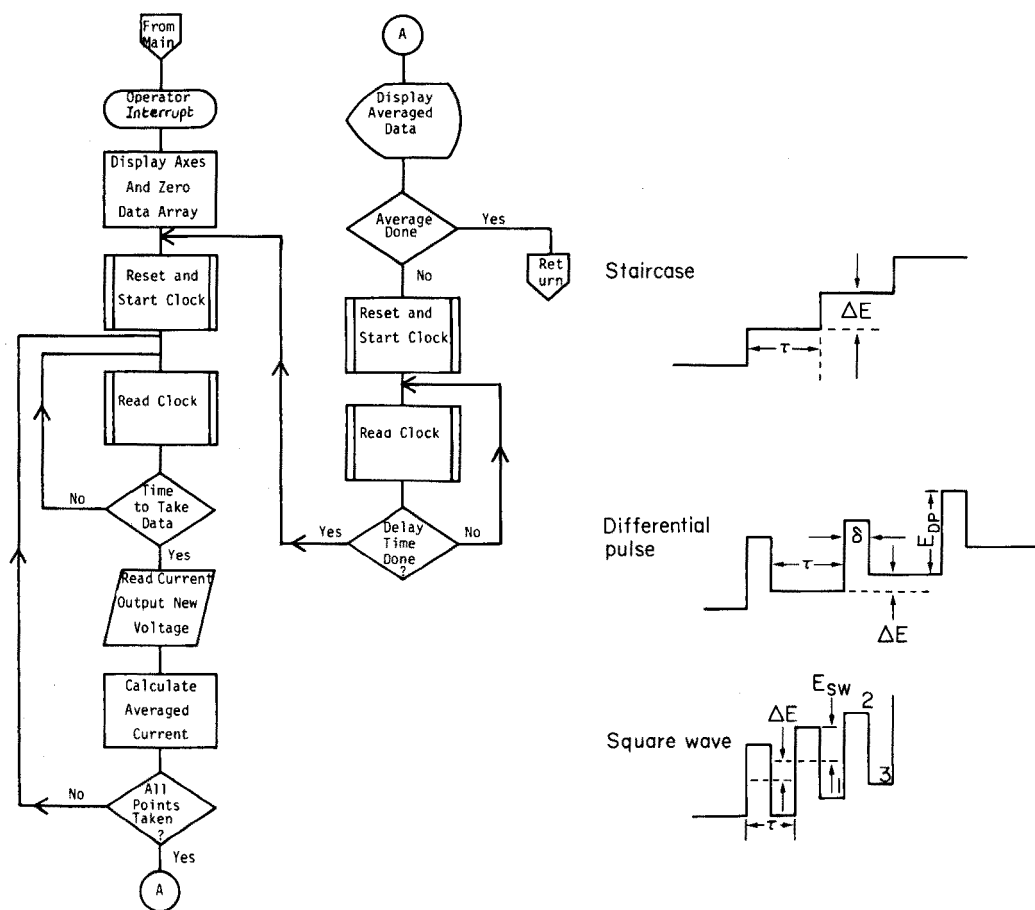 From
Main
Operator
Interrupt
Display Axes
And Zero
Data Array
Reset and
Start Clock
Read Clock
Time
to Take
Data
No
Yes
Read Current
Output New
Voltage
Calculate
Averaged
Current
All
Points
Taken
?
No
Yes
A
A
Display
Averaged
Data
Average
Done
Yes
Ret
urn
No
Reset and
Start Clock
Read Clock
Delay
Time
Done
?
Yes
No
Staircase
ΔE
τ
Differential
pulse
τ
δ
E_DP
ΔE
Square wave
ΔE
E_SW
2
1
3
τ